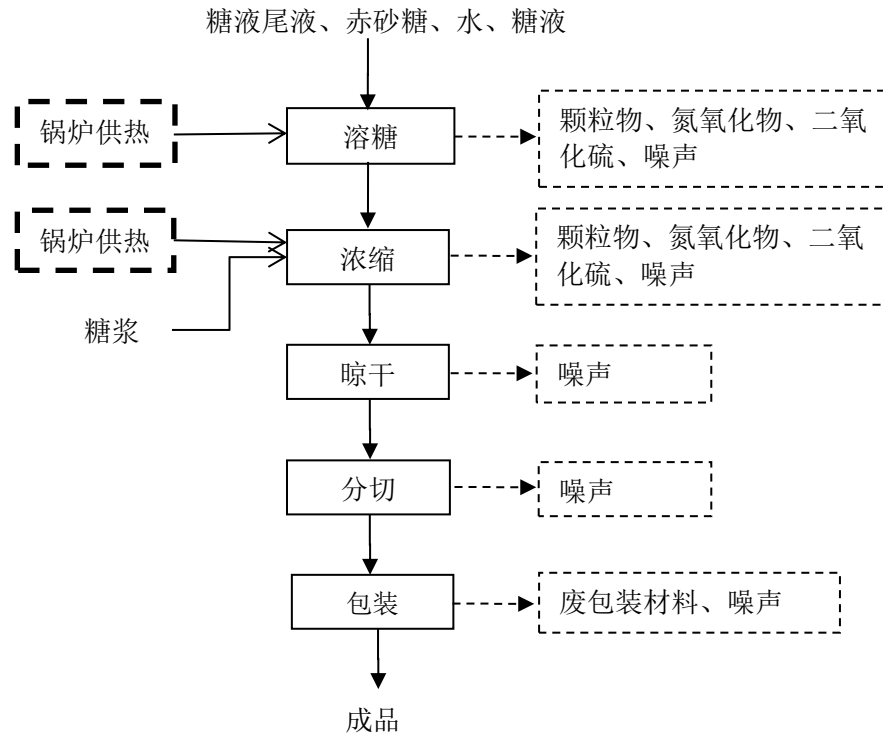 糖液尾液、赤砂糖、水、糖液
锅炉供热
溶糖
颗粒物、氮氧化物、二氧
化硫、噪声
锅炉供热
浓缩
颗粒物、氮氧化物、二氧
化硫、噪声
糖浆
晾干
噪声
分切
噪声
包装
废包装材料、噪声
成品